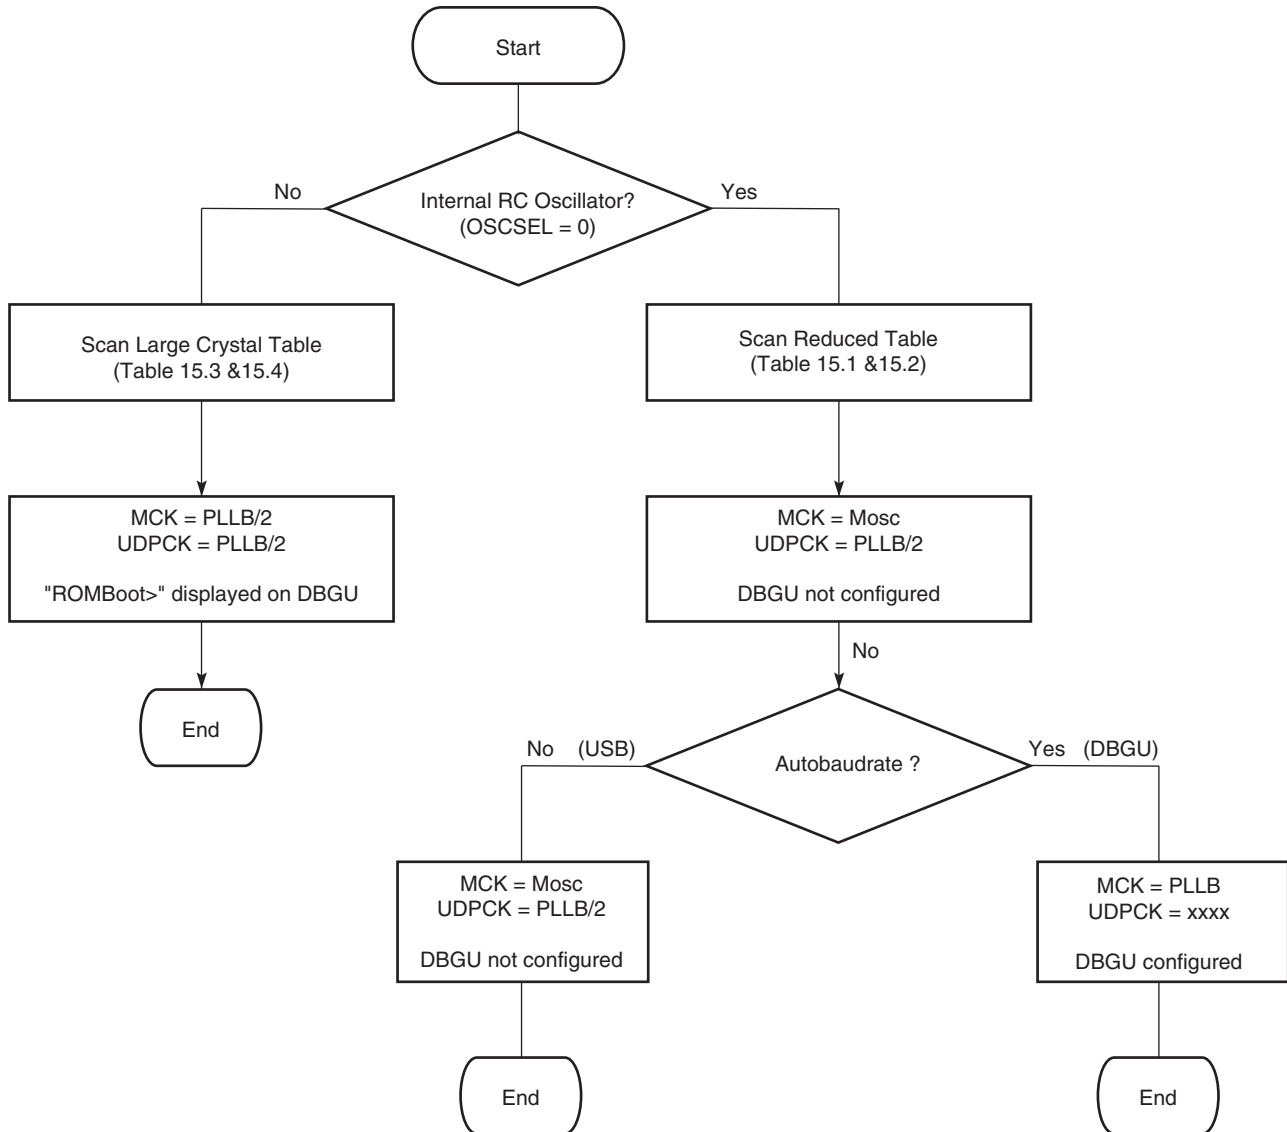 Start
No
Internal RC Oscillator?
(OSCSEL = 0)
Yes
Scan Large Crystal Table
(Table 15.3 &15.4)
Scan Reduced Table
(Table 15.1 &15.2)
MCK = PLLB/2
UDPCK = PLLB/2
"ROMBoot>" displayed on DBGU
MCK = Mosc
UDPCK = PLLB/2
DBGU not configured
No
End
No (USB)
Autobaudrate ?
Yes (DBGU)
MCK = Mosc
UDPCK = PLLB/2
DBGU not configured
MCK = PLLB
UDPCK = xxxx
DBGU configured
End
End